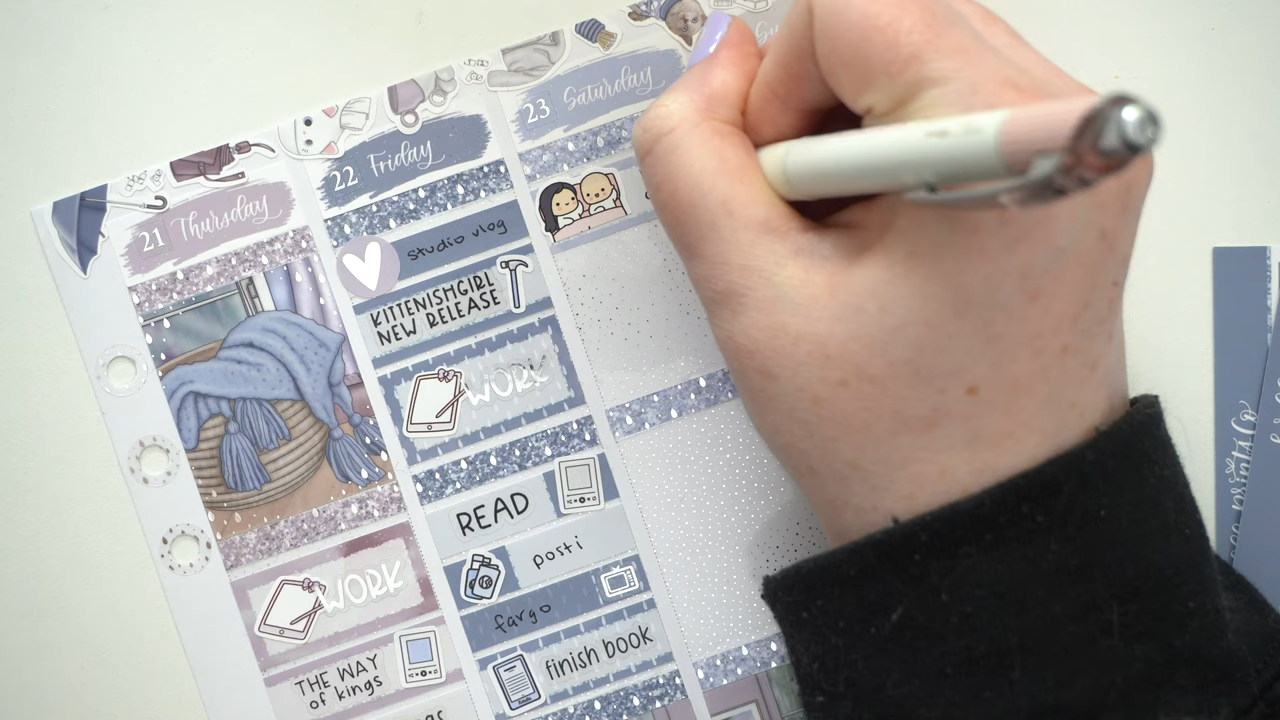 21 Thursday
WORK
THE WAY
of kings
22 Friday
studio vlog
KITTENISHGIRL
NEW RELEASE
WORK
READ
posti
fargo
finish book
23 Saturday